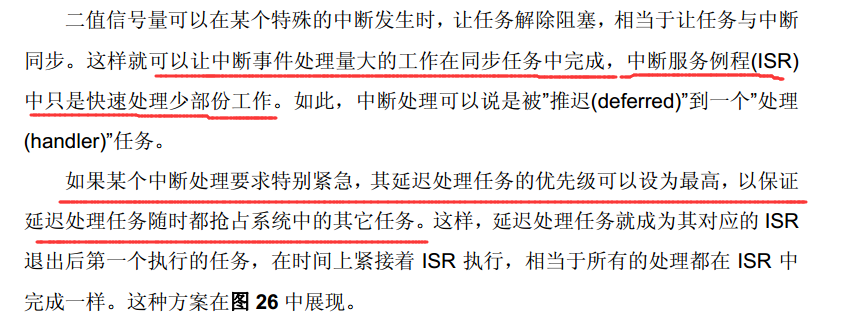 二值信号量可以在某个特殊的中断发生时，让任务解除阻塞，相当于让任务与中断
同步。这样就可以让中断事件处理量大的工作在同步任务中完成，中断服务例程(ISR)
中只是快速处理少部份工作。如此，中断处理可以说是被”推迟(deferred)”到一个”处理
(handler)”任务。
如果某个中断处理要求特别紧急，其延迟处理任务的优先级可以设为最高，以保证
延迟处理任务随时都抢占系统中的其它任务。这样，延迟处理任务就成为其对应的 ISR
退出后第一个执行的任务，在时间上紧接着 ISR 执行，相当于所有的处理都在 ISR 中
完成一样。这种方案在图 26 中展现。